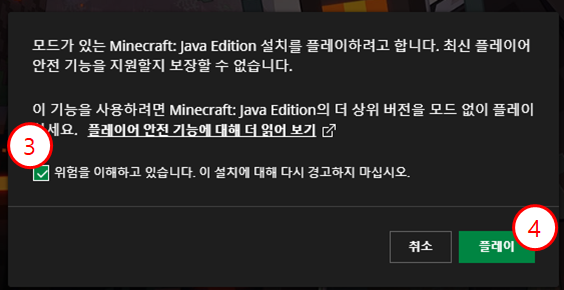 모드가 있는 Minecraft: Java Edition 설치를 플레이하려고 합니다. 최신 플레이어
안전 기능을 지원할지 보장할 수 없습니다.
이 기능을 사용하려면 Minecraft: Java Edition의 더 상위 버전을 모드 없이 플레이
세요. 플레이어 안전 기능에 대해 더 읽어 보기
3
위험을 이해하고 있습니다. 이 설치에 대해 다시 경고하지 마십시오.
4
취소
플레이